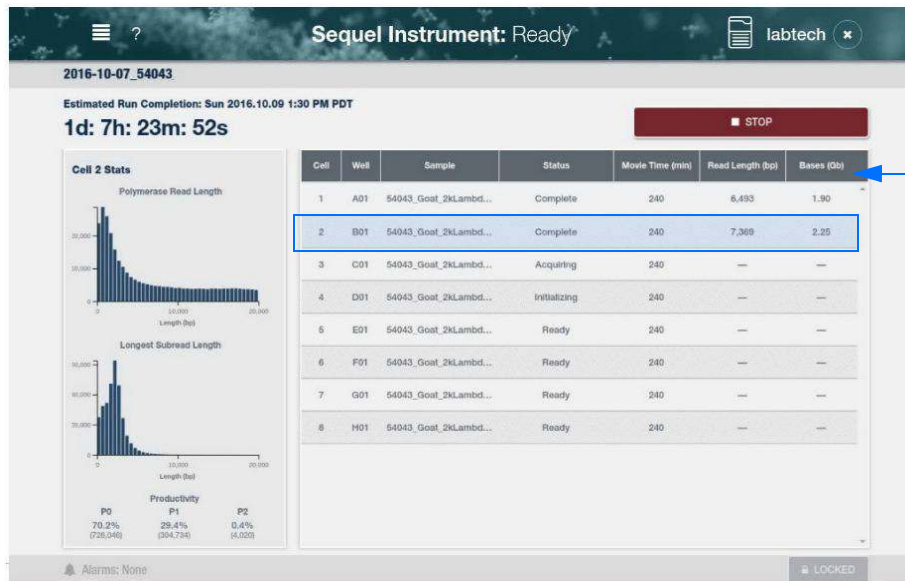 ?
Sequel Instrument: Ready
labtech
2016-10-07_54043
Estimated Run Completion: Sun 2016.10.09 1:30 PM PDT
1d: 7h: 23m: 52s
STOP
Cell 2 Stats
Polymerase Read Length
20,000
10,000
0
0 10,000 20,000
Length (bp)
Longest Subread Length
20,000
0
0 10,000 20,000
Length (bp)
Productivity
P0 P1 P2
70.2% 29.4% 0.4%
(304,734) (4,020)
Cell Well Sample Status Movie Time (min) Read Length (bp) Bases (Gb)
1 A01 54043_Goat_2kLambd... Complete 240 6,493 1.90
2 B01 54043_Goat_2kLambd... Complete 240 7,369 2.25
3 C01 54043_Goat_2kLambd... Acquiring 240 — —
4 D01 54043_Goat_2kLambd... Initializing 240 — —
5 E01 54043_Goat_2kLambd... Ready 240 — —
6 F01 54043_Goat_2kLambd... Ready 240 — —
7 G01 54043_Goat_2kLambd... Ready 240 — —
8 H01 54043_Goat_2kLambd... Ready 240 — —
Alarms: None
LOCKED